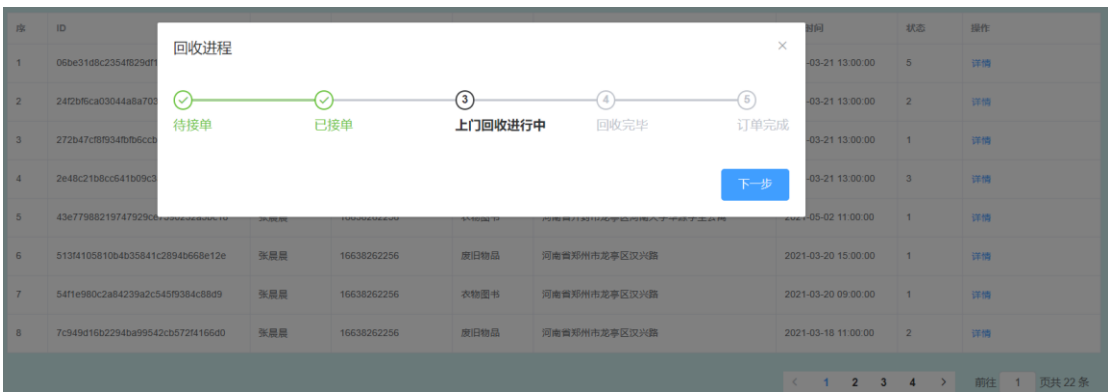 序 ID 时间 状态 操作
回收进程
1 06be31d8c2354f829df1 -03-21 13:00:00 5 详情
2 24f2bf6ca03044a8a703 -03-21 13:00:00 2 详情
3 4 5
待接单 已接单 上门回收进行中 回收完毕 订单完成
3 272b47cf8f934fbfb6ccb -03-21 13:00:00 1 详情
4 2e48c21b8cc641b09c3 -03-21 13:00:00 3 详情
下一步
5 2021-05-02 11:00:00 1 详情
6 513f4105810b4b35841c2894b668e12e 张晨晨 16638262256 废旧物品 河南省郑州市龙亭区汉兴路 2021-03-20 15:00:00 1 详情
7 54f1e980c2a84239a2c545f9384c88d9 张晨晨 16638262256 衣物图书 河南省郑州市龙亭区汉兴路 2021-03-20 09:00:00 1 详情
8 7c949d16b2294ba99542cb572f4166d0 张晨晨 16638262256 废旧物品 河南省郑州市龙亭区汉兴路 2021-03-18 11:00:00 2 详情
1 2 3 4 前往 1 页共 22 条